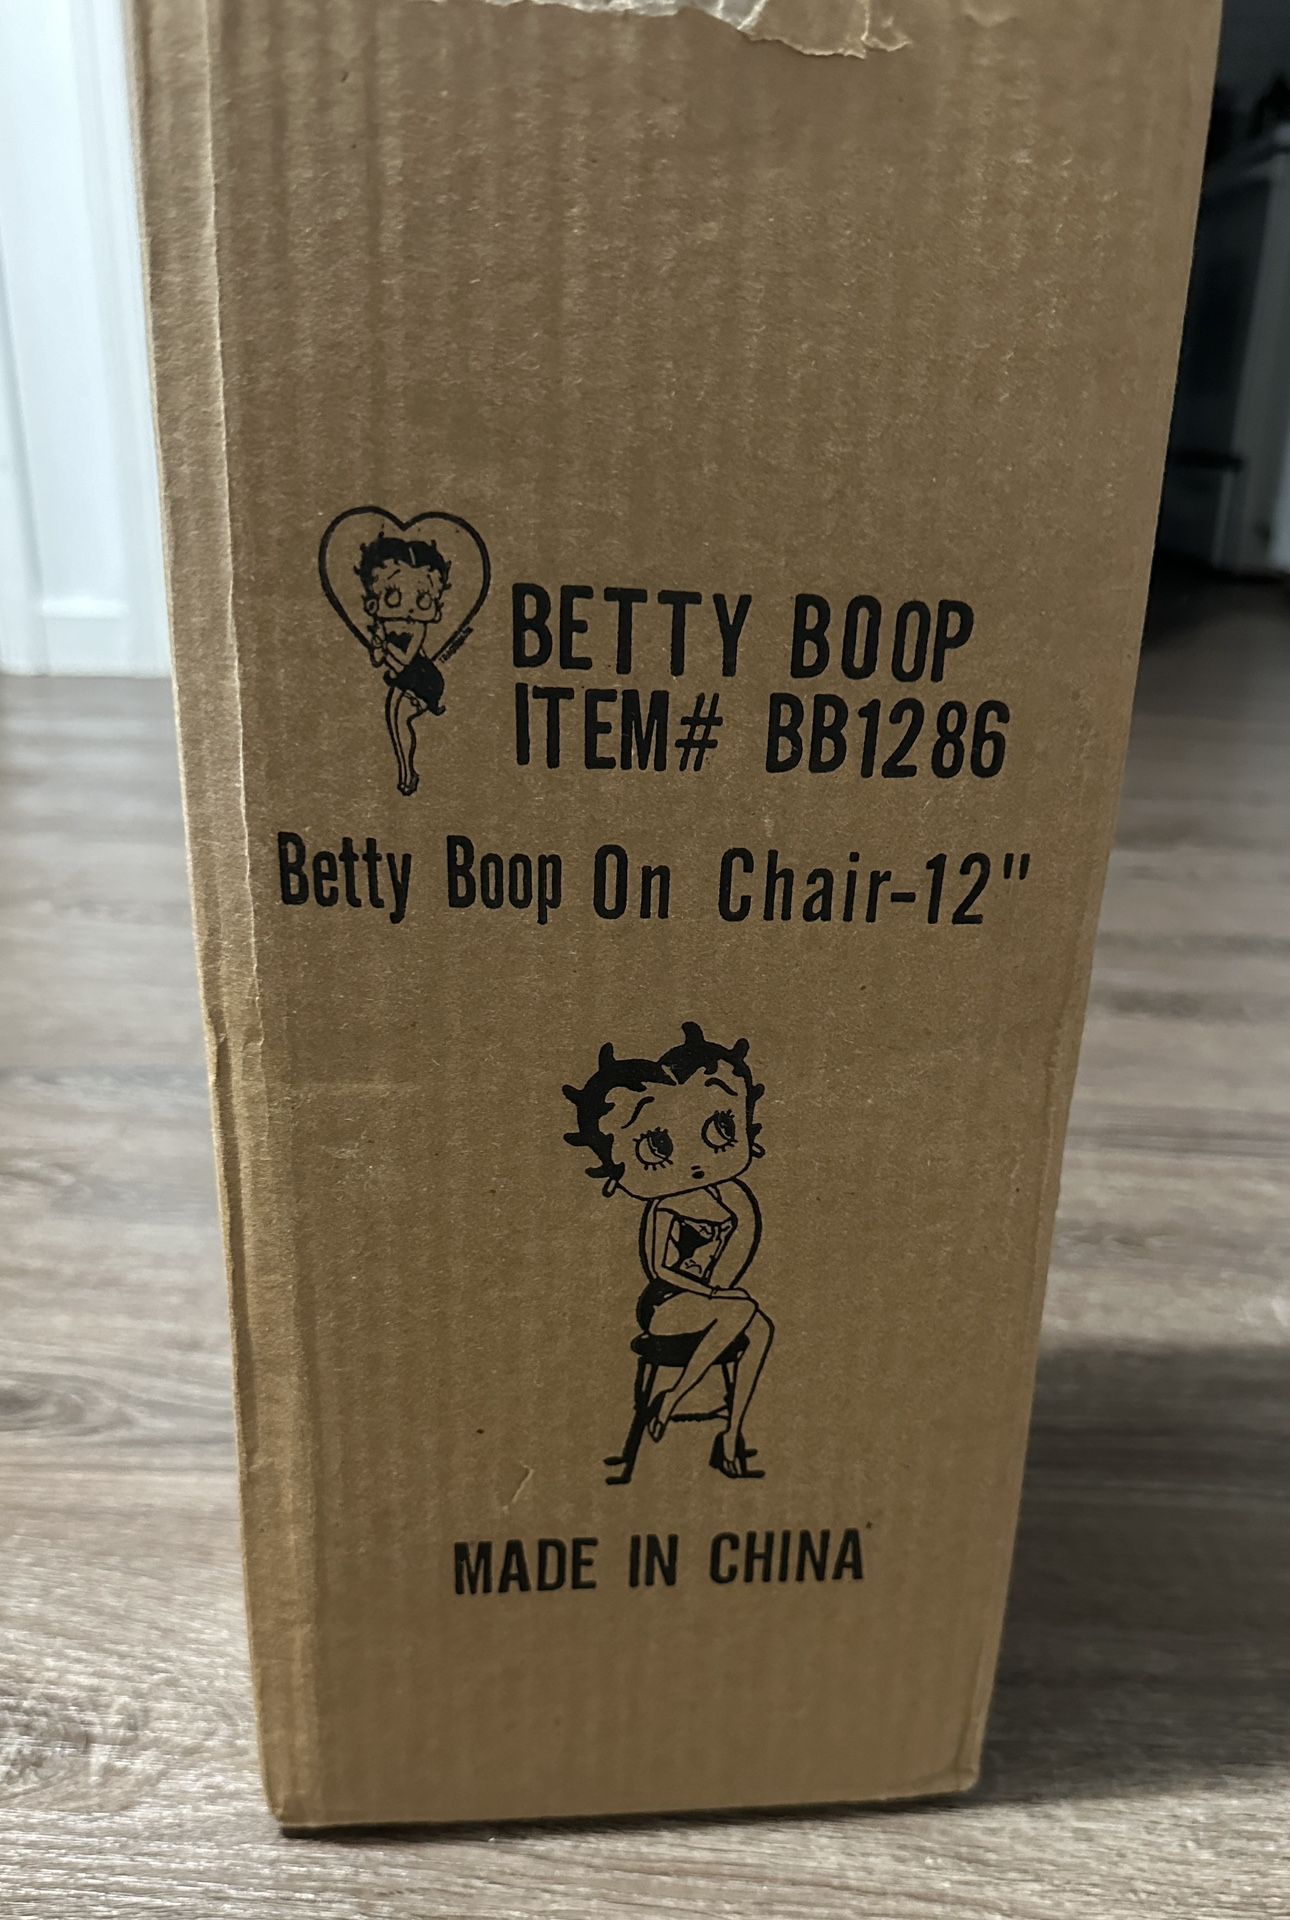 BETTY BOOP
ITEM# BB1286
Betty Boop On Chair-12"
MADE IN CHINA